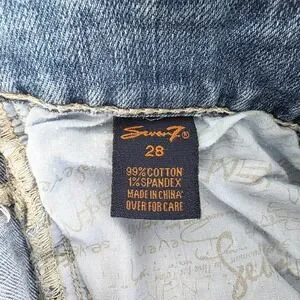 Seven7®
28
99% COTTON
1% SPANDEX
MADE IN CHINA
OVER FOR CARE